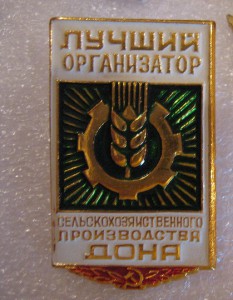 ЛУЧШИЙ
ОРГАНИЗАТОР
СЕЛЬСКОХОЗЯЙСТВЕННОГО
ПРОИЗВОДСТВА
ДОНА